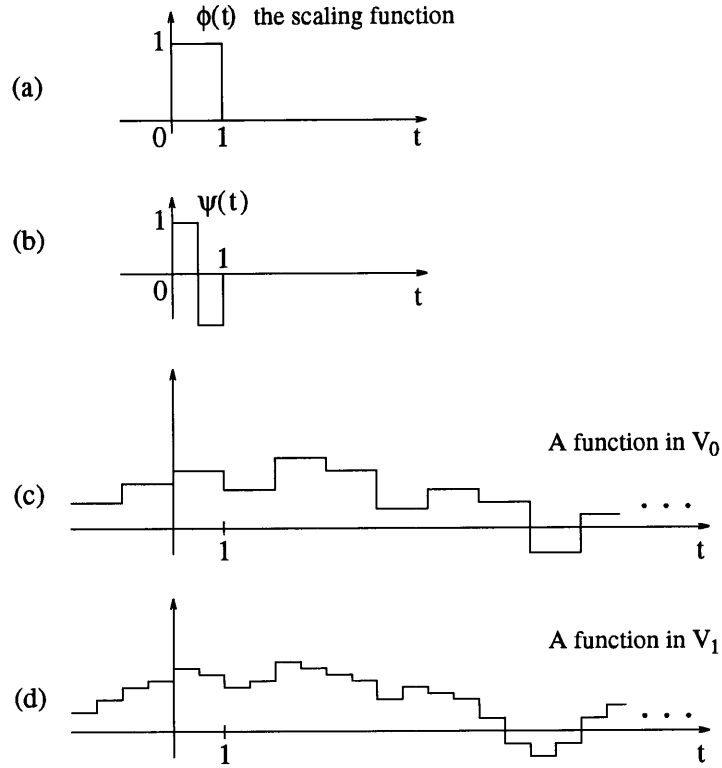 ϕ(t) the scaling function
1
(a)
0 1 t
ψ(t)
1
(b)
1
0
t
A function in V₀
(c)
. . .
1 t
A function in V₁
(d)
. . .
1 t